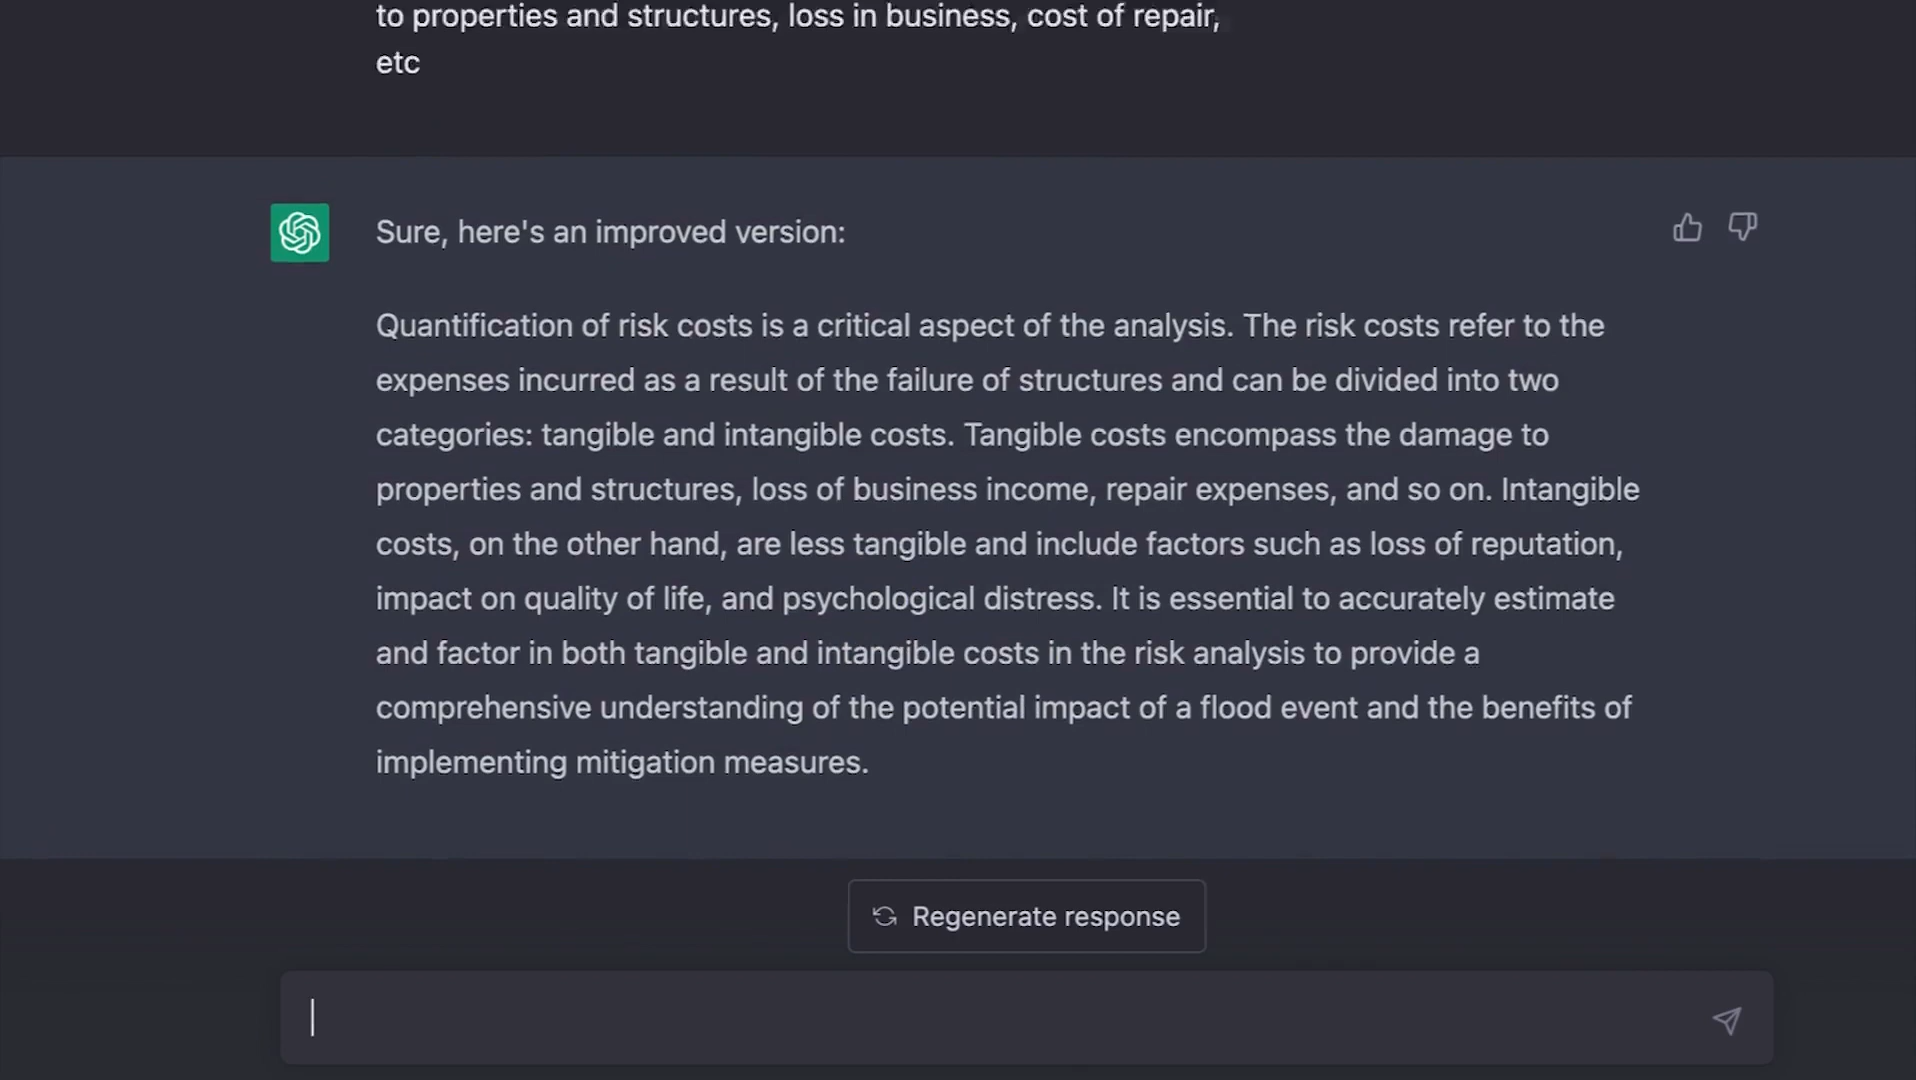 to properties and structures, loss in business, cost of repair,
etc
Sure, here's an improved version:
Quantification of risk costs is a critical aspect of the analysis. The risk costs refer to the
expenses incurred as a result of the failure of structures and can be divided into two
categories: tangible and intangible costs. Tangible costs encompass the damage to
properties and structures, loss of business income, repair expenses, and so on. Intangible
costs, on the other hand, are less tangible and include factors such as loss of reputation,
impact on quality of life, and psychological distress. It is essential to accurately estimate
and factor in both tangible and intangible costs in the risk analysis to provide a
comprehensive understanding of the potential impact of a flood event and the benefits of
implementing mitigation measures.
Regenerate response